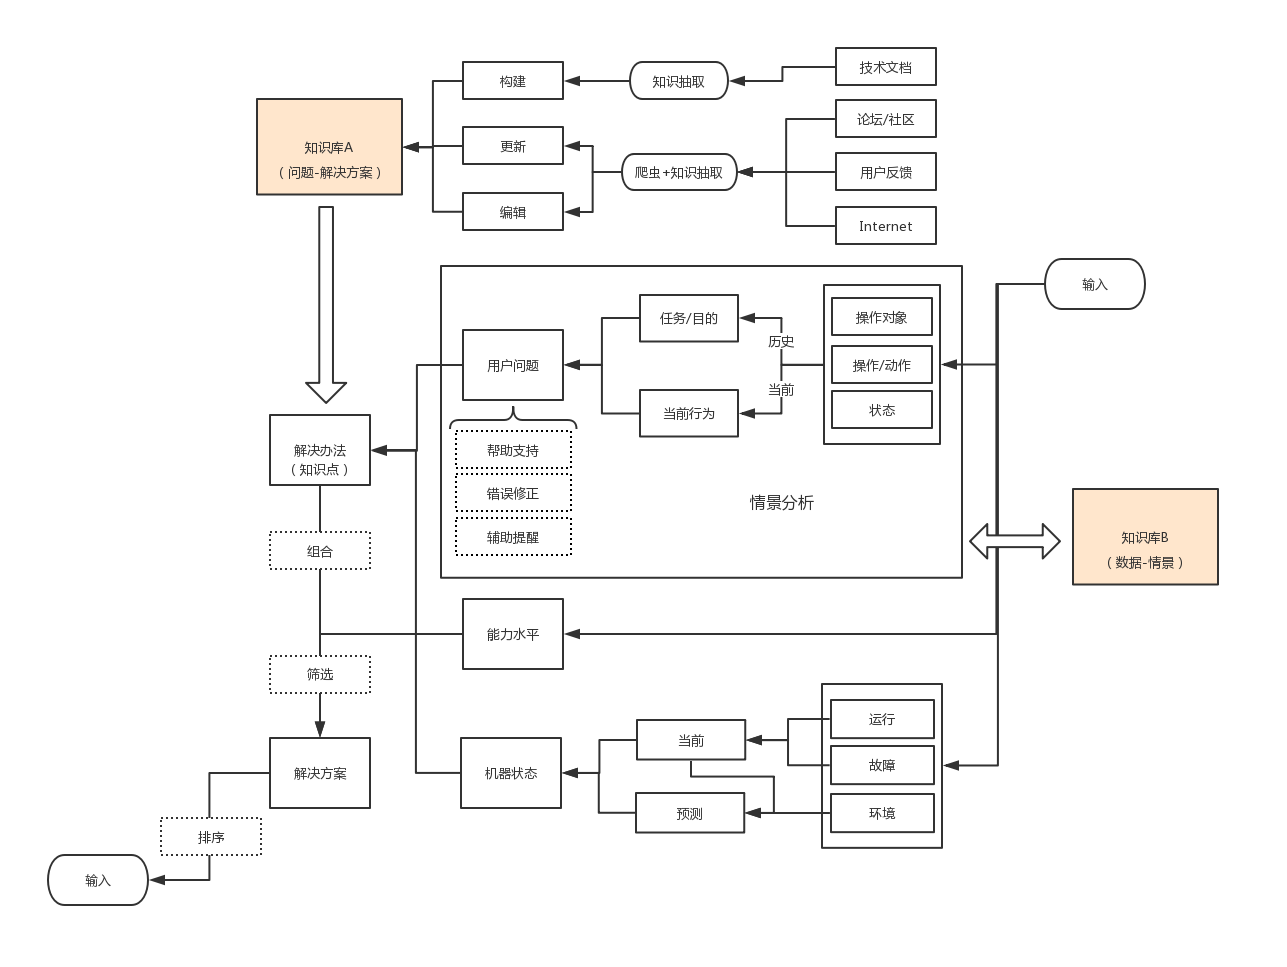 技术文档
构建
知识抽取
论坛/社区
知识库A
（问题-解决方案）
更新
爬虫+知识抽取
用户反馈
编辑
Internet
输入
操作对象
任务/目的
历史
用户问题
操作/动作
当前
当前行为
状态
解决办法
（知识点）
帮助支持
错误修正
辅助提醒
情景分析
知识库B
（数据-情景）
组合
能力水平
筛选
运行
当前
故障
解决方案
机器状态
预测
环境
排序
输入